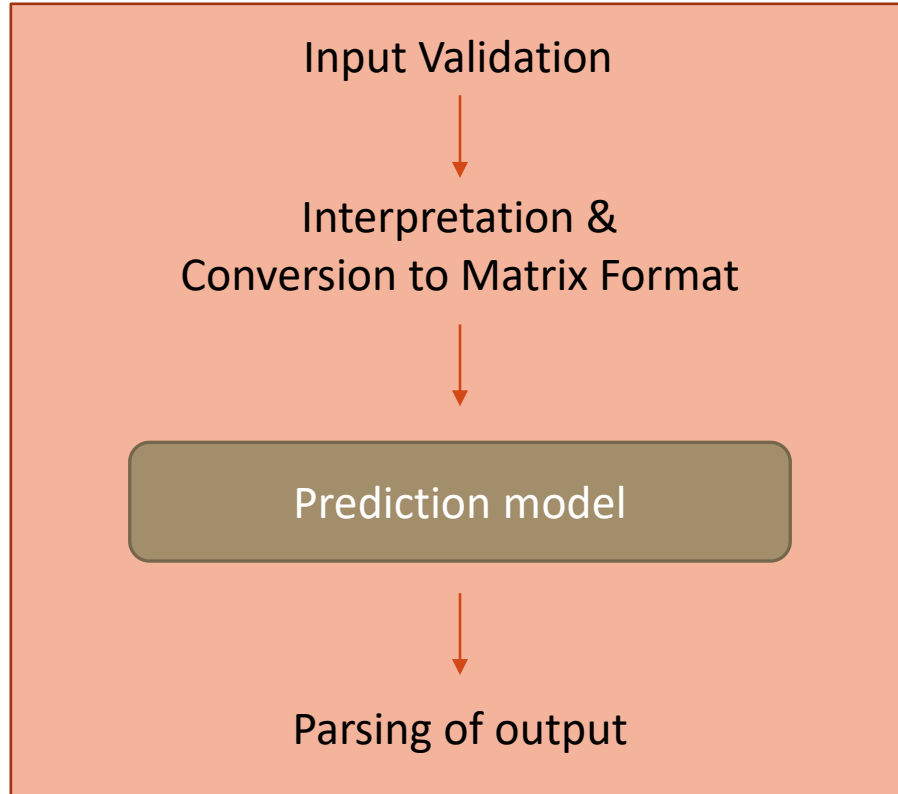 Input Validation
Interpretation &
Conversion to Matrix Format
Prediction model
Parsing of output